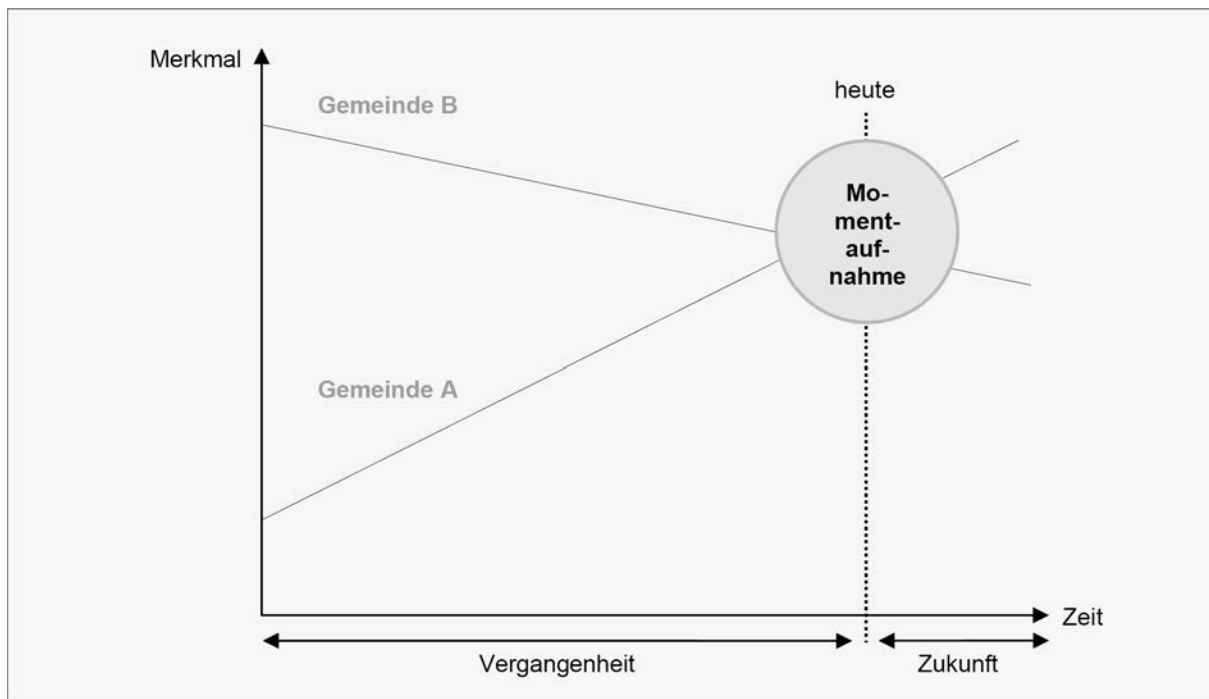 Merkmal
Gemeinde B
heute
Mo-
ment-
auf-
nahme
Gemeinde A
Zeit
Vergangenheit
Zukunft